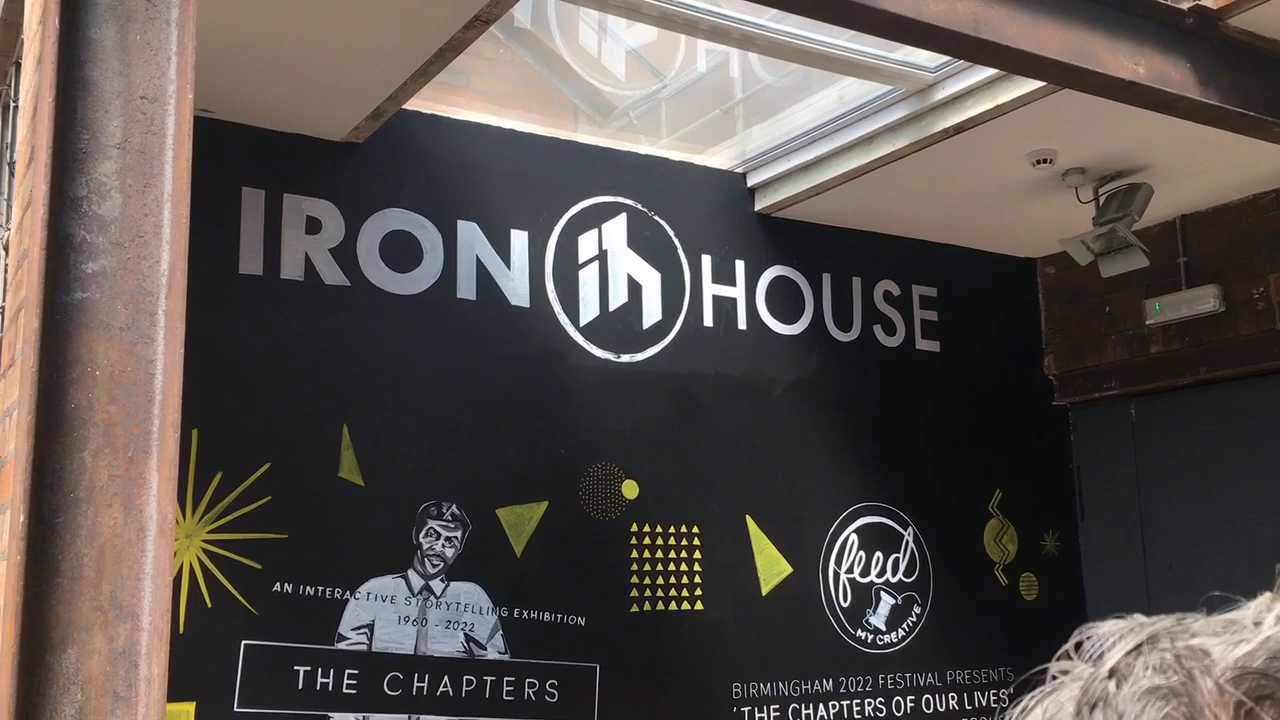 IRON ih HOUSE
AN INTERACTIVE STORYTELLING EXHIBITION
1960 - 2022
THE CHAPTERS
feed
MY CREATIVE
BIRMINGHAM 2022 FESTIVAL PRESENTS
'THE CHAPTERS OF OUR LIVES'